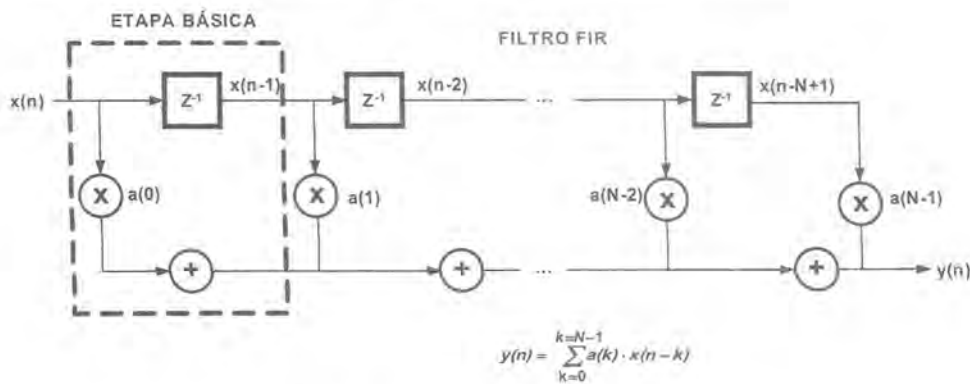 ETAPA BÁSICA
FILTRO FIR
x(n)
Z⁻¹
x(n-1)
Z⁻¹
x(n-2)
...
Z⁻¹
x(n-N+1)
X
a(0)
X
a(1)
a(N-2)
X
X
a(N-1)
+
+
...
+
y(n)
y(n) = k=N−1 ∑ k=0 a(k) · x(n − k)